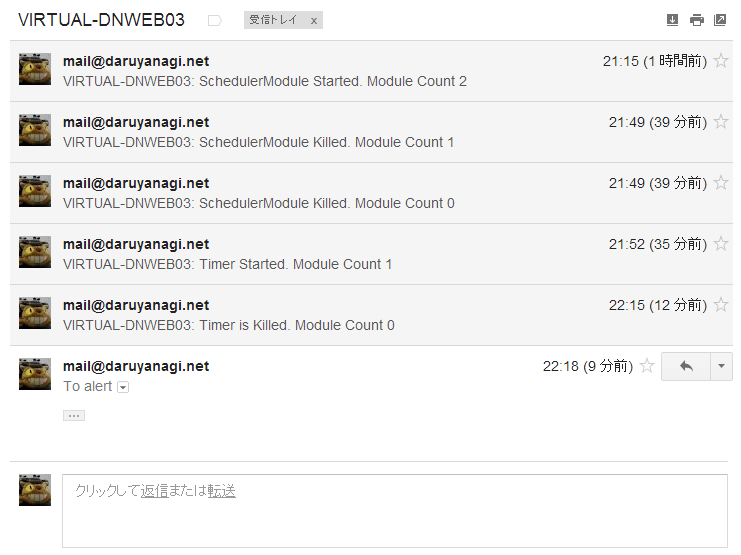 VIRTUAL-DNWEB03 受信トレイ x
mail@daruyanagi.net 21:15 (1 時間前)
VIRTUAL-DNWEB03: SchedulerModule Started. Module Count 2
mail@daruyanagi.net 21:49 (39 分前)
VIRTUAL-DNWEB03: SchedulerModule Killed. Module Count 1
mail@daruyanagi.net 21:49 (39 分前)
VIRTUAL-DNWEB03: SchedulerModule Killed. Module Count 0
mail@daruyanagi.net 21:52 (35 分前)
VIRTUAL-DNWEB03: Timer Started. Module Count 1
mail@daruyanagi.net 22:15 (12 分前)
VIRTUAL-DNWEB03: Timer is Killed. Module Count 0
mail@daruyanagi.net 22:18 (9 分前)
To alert
クリックして返信または転送